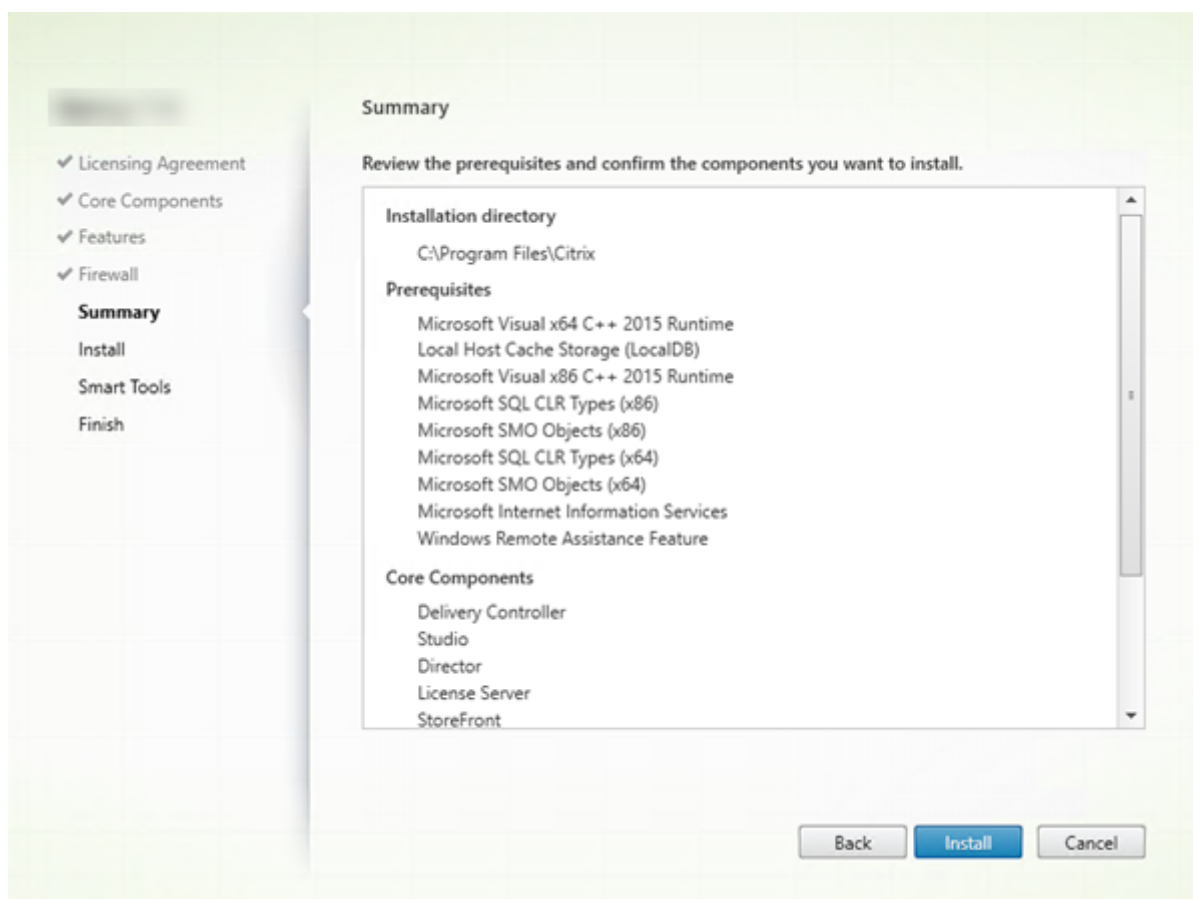 Summary
Licensing Agreement
Core Components
Features
Firewall
Summary
Install
Smart Tools
Finish
Review the prerequisites and confirm the components you want to install.
Installation directory
C:\Program Files\Citrix
Prerequisites
Microsoft Visual x64 C++ 2015 Runtime
Local Host Cache Storage (LocalDB)
Microsoft Visual x86 C++ 2015 Runtime
Microsoft SQL CLR Types (x86)
Microsoft SMO Objects (x86)
Microsoft SQL CLR Types (x64)
Microsoft SMO Objects (x64)
Microsoft Internet Information Services
Windows Remote Assistance Feature
Core Components
Delivery Controller
Studio
Director
License Server
StoreFront
Back
Install
Cancel